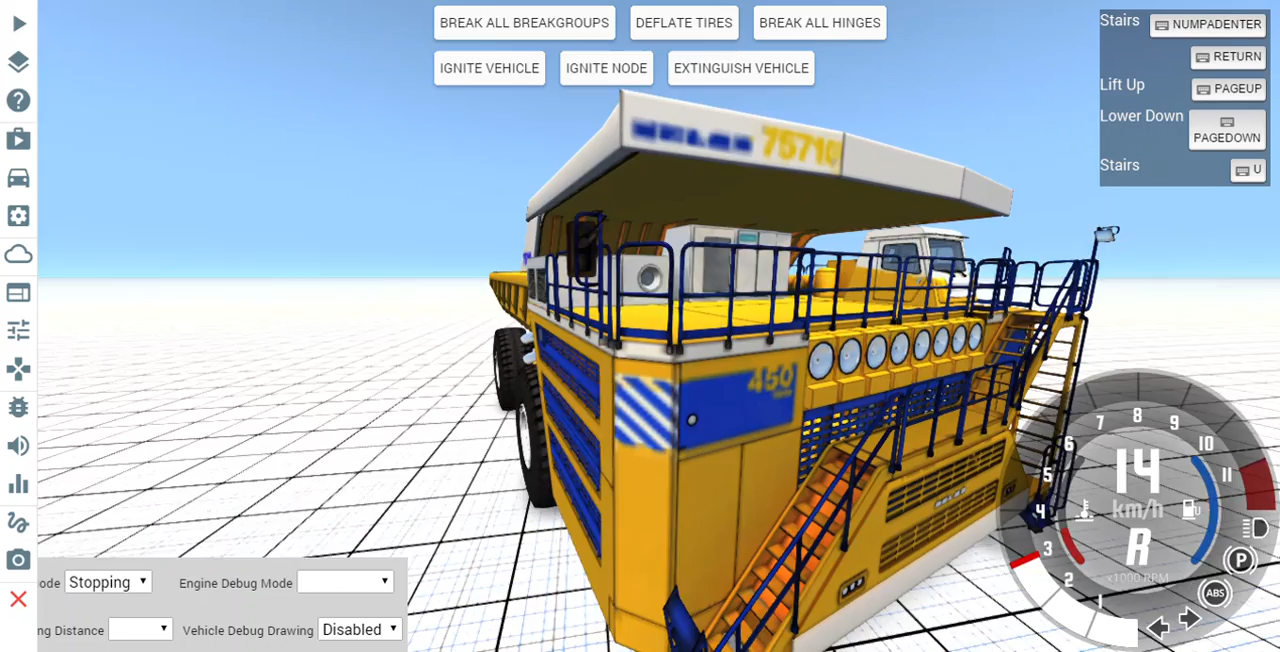 BREAK ALL BREAKGROUPS DEFLATE TIRES BREAK ALL HINGES
IGNITE VEHICLE IGNITE NODE EXTINGUISH VEHICLE
Stairs NUMPADENTER
RETURN
Lift Up PAGEUP
Lower Down PAGEDOWN
Stairs U
75710
450
ode Stopping Engine Debug Mode
ng Distance Vehicle Debug Drawing Disabled
1 2 3 4 5 6 7 8 9 10 11
14
km/h
R
x1000 RPM
P
ABS